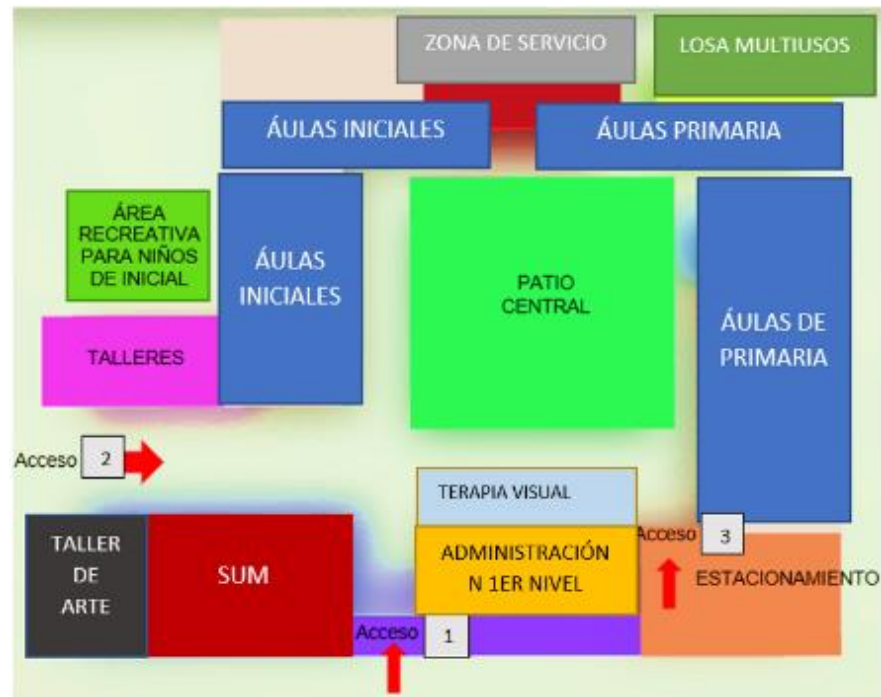 ZONA DE SERVICIO
LOSA MULTIUSOS
ÁULAS INICIALES
ÁULAS PRIMARIA
ÁREA
RECREATIVA
PARA NIÑOS
DE INICIAL
ÁULAS
INICIALES
PATIO
CENTRAL
ÁULAS DE
PRIMARIA
TALLERES
Acceso 2
TERAPIA VISUAL
TALLER
DE
ARTE
SUM
ADMINISTRACIÓN
N 1ER NIVEL
Acceso 3
ESTACIONAMIENTO
Acceso 1